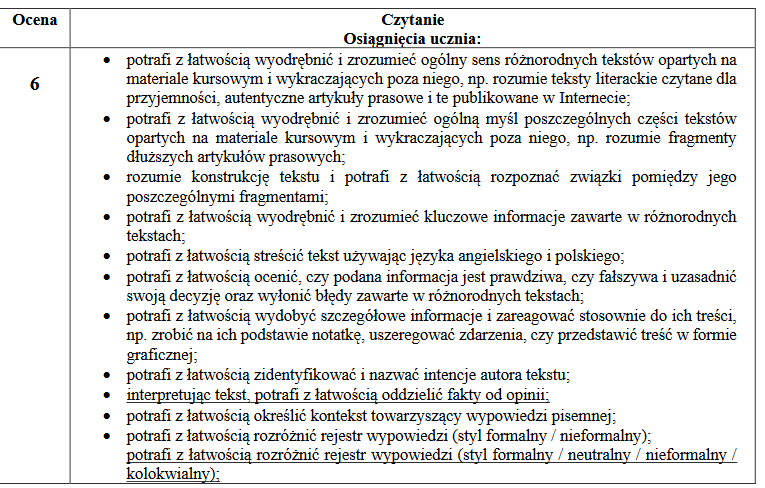 Ocena
Czytanie
Osiągnięcia ucznia:
6
• potrafi z łatwością wyodrębnić i zrozumieć ogólny sens różnorodnych tekstów opartych na
materiale kursowym i wykraczających poza niego, np. rozumie teksty literackie czytane dla
przyjemności, autentyczne artykuły prasowe i te publikowane w Internecie;
• potrafi z łatwością wyodrębnić i zrozumieć ogólną myśl poszczególnych części tekstów
opartych na materiale kursowym i wykraczających poza niego, np. rozumie fragmenty
dłuższych artykułów prasowych;
• rozumie konstrukcję tekstu i potrafi z łatwością rozpoznać związki pomiędzy jego
poszczególnymi fragmentami;
• potrafi z łatwością wyodrębnić i zrozumieć kluczowe informacje zawarte w różnorodnych
tekstach;
• potrafi z łatwością streścić tekst używając języka angielskiego i polskiego;
• potrafi z łatwością ocenić, czy podana informacja jest prawdziwa, czy fałszywa i uzasadnić
swoją decyzję oraz wyłonić błędy zawarte w różnorodnych tekstach;
• potrafi z łatwością wydobyć szczegółowe informacje i zareagować stosownie do ich treści,
np. zrobić na ich podstawie notatkę, uszeregować zdarzenia, czy przedstawić treść w formie
graficznej;
• potrafi z łatwością zidentyfikować i nazwać intencje autora tekstu;
• interpretując tekst, potrafi z łatwością oddzielić fakty od opinii;
• potrafi z łatwością określić kontekst towarzyszący wypowiedzi pisemnej;
• potrafi z łatwością rozróżnić rejestr wypowiedzi (styl formalny / nieformalny);
potrafi z łatwością rozróżnić rejestr wypowiedzi (styl formalny / neutralny / nieformalny /
kolokwialny);